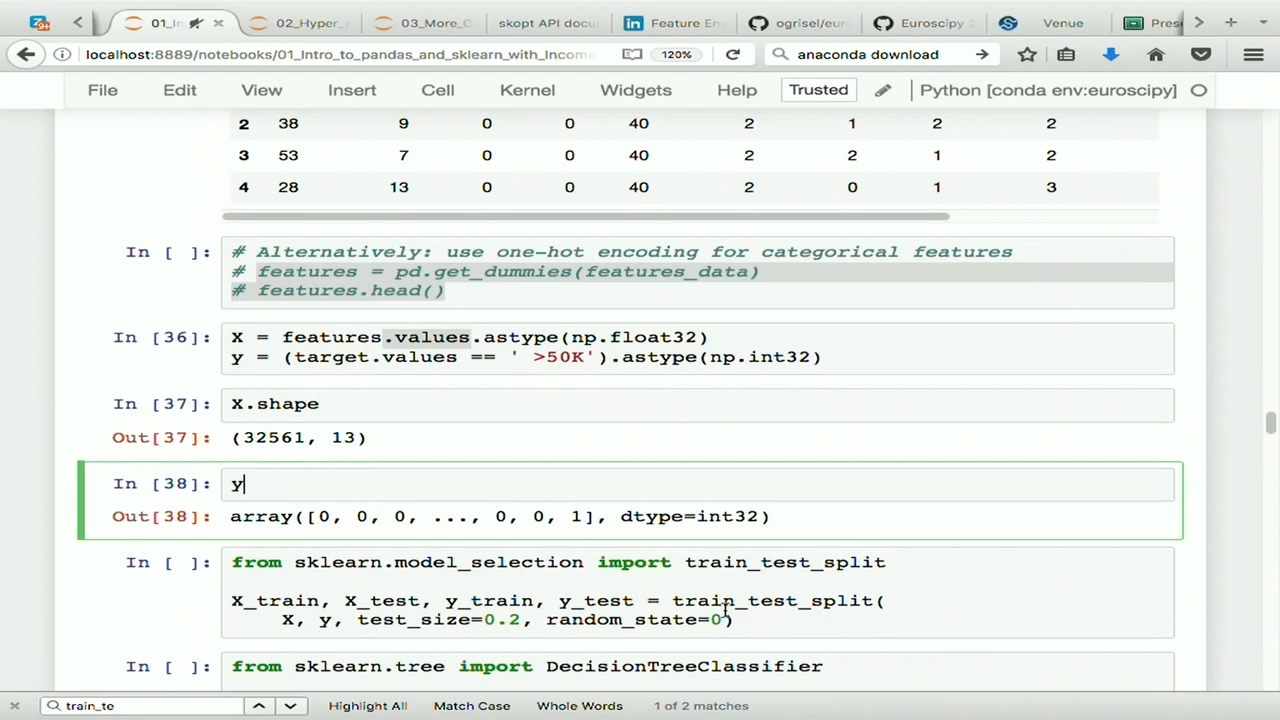 01_In
02_Hyper_
03_More_C
skopt API docu
Feature En
ogrisel/eur
Euroscipy
Venue
Pres
localhost:8889/notebooks/01_Intro_to_pandas_and_sklearn_with_Incom
120%
anaconda download
File Edit View Insert Cell Kernel Widgets Help Trusted Python [conda env:euroscipy]
2 38 9 0 0 40 2 1 2 2
3 53 7 0 0 40 2 2 1 2
4 28 13 0 0 40 2 0 1 3
In [ ]: # Alternatively: use one-hot encoding for categorical features
# features = pd.get_dummies(features_data)
# features.head()
In [36]: X = features.values.astype(np.float32)
y = (target.values == ' >50K').astype(np.int32)
In [37]: X.shape
Out[37]: (32561, 13)
In [38]: y
Out[38]: array([0, 0, 0, ..., 0, 0, 1], dtype=int32)
In [ ]: from sklearn.model_selection import train_test_split
X_train, X_test, y_train, y_test = train_test_split(
X, y, test_size=0.2, random_state=0)
In [ ]: from sklearn.tree import DecisionTreeClassifier
train_te Highlight All Match Case Whole Words 1 of 2 matches